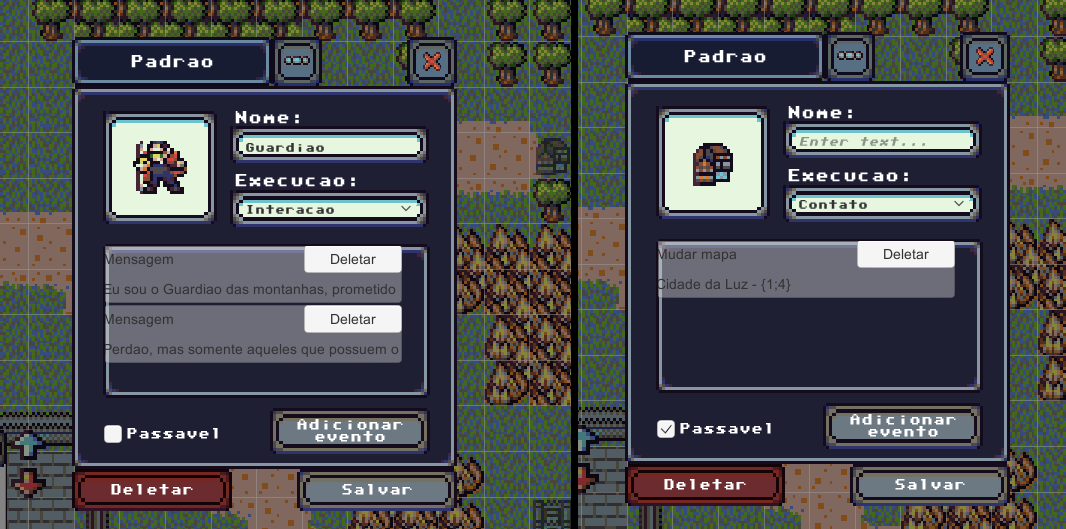 Padrao
...
Nome:
Guardiao
Execucao:
Interacao
Mensagem Deletar
Eu sou o Guardiao das montanhas, prometido
Mensagem Deletar
Perdao, mas somente aqueles que possuem o
Passavel
Adicionar
evento
Deletar
Salvar
Padrao
...
Nome:
Enter text...
Execucao:
Contato
Mudar mapa Deletar
Cidade da Luz - {1;4}
Passavel
Adicionar
evento
Deletar
Salvar